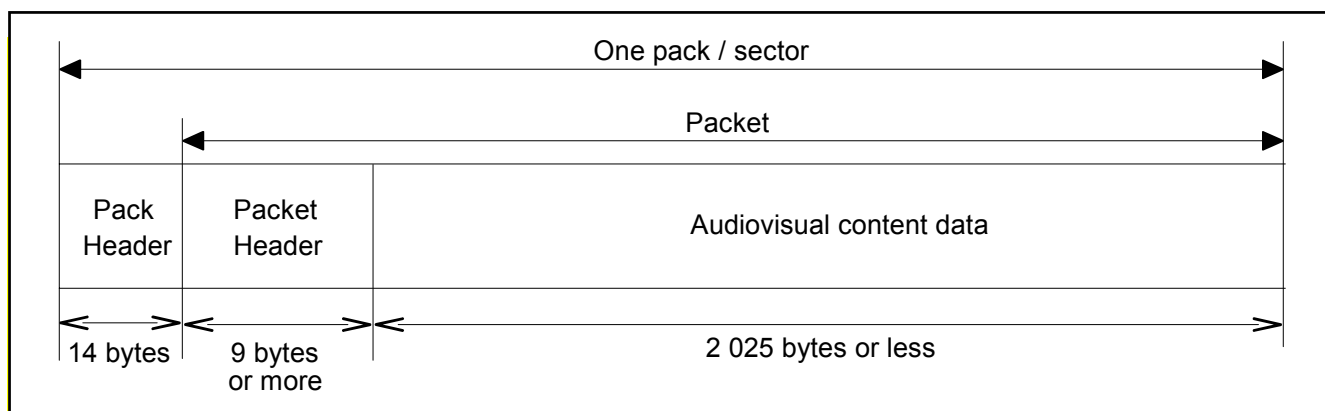 One pack / sector
Packet
Pack
Header
Packet
Header
Audiovisual content data
14 bytes
9 bytes
or more
2 025 bytes or less